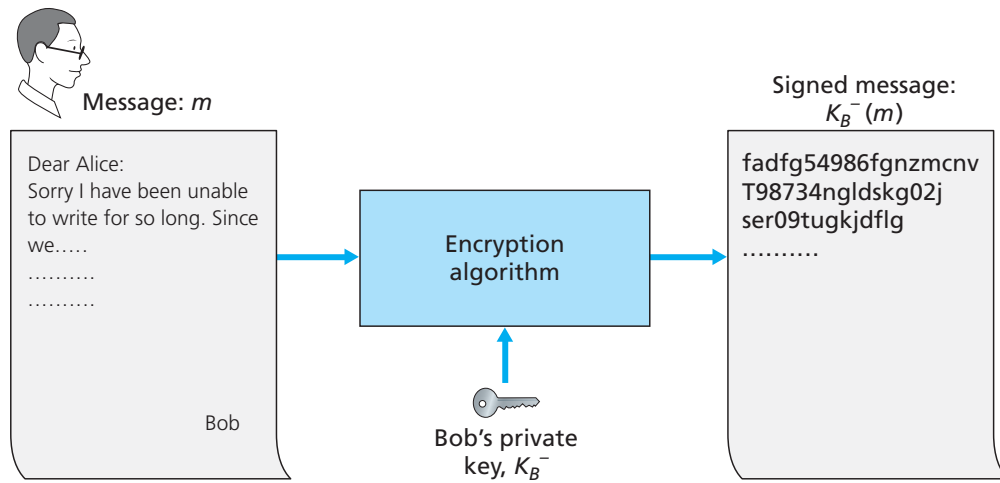 Message: m
Dear Alice:
Sorry I have been unable
to write for so long. Since
we.....
..........
..........
Bob
Encryption
algorithm
Bob's private
key, K_B^-
Signed message:
K_B^- (m)
fadfg54986fgnzmcnv
T98734ngldskg02j
ser09tugkjdflg
..........